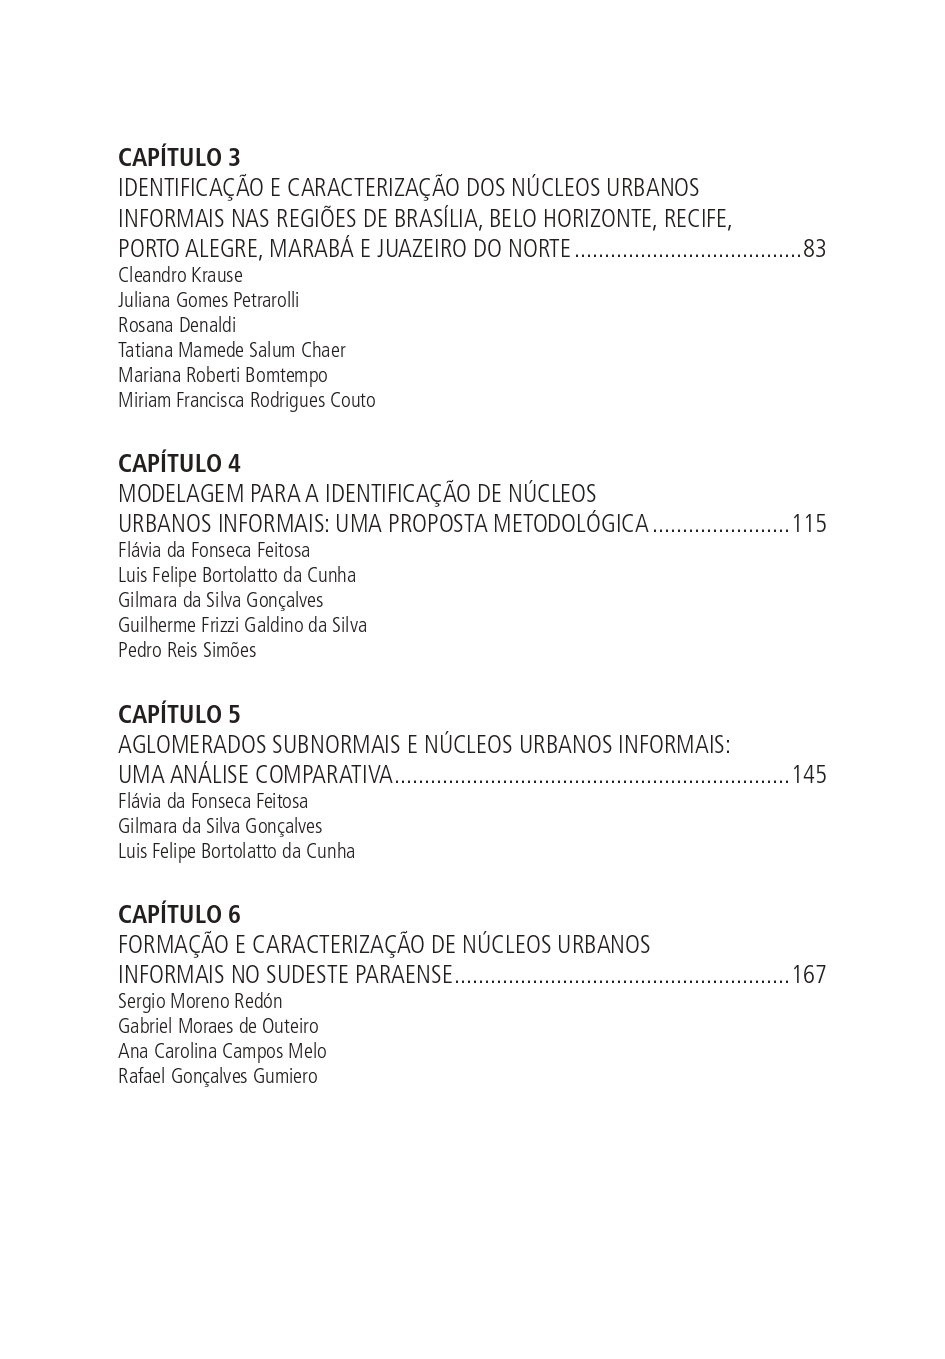 CAPÍTULO 3
IDENTIFICAÇÃO E CARACTERIZAÇÃO DOS NÚCLEOS URBANOS
INFORMAIS NAS REGIÕES DE BRASÍLIA, BELO HORIZONTE, RECIFE,
PORTO ALEGRE, MARABÁ E JUAZEIRO DO NORTE......................................83
Cleandro Krause
Juliana Gomes Petrarolli
Rosana Denaldi
Tatiana Mamede Salum Chaer
Mariana Roberti Bomtempo
Miriam Francisca Rodrigues Couto
CAPÍTULO 4
MODELAGEM PARA A IDENTIFICAÇÃO DE NÚCLEOS
URBANOS INFORMAIS: UMA PROPOSTA METODOLÓGICA.......................115
Flávia da Fonseca Feitosa
Luis Felipe Bortolatto da Cunha
Gilmara da Silva Gonçalves
Guilherme Frizzi Galdino da Silva
Pedro Reis Simões
CAPÍTULO 5
AGLOMERADOS SUBNORMAIS E NÚCLEOS URBANOS INFORMAIS:
UMA ANÁLISE COMPARATIVA..................................................................145
Flávia da Fonseca Feitosa
Gilmara da Silva Gonçalves
Luis Felipe Bortolatto da Cunha
CAPÍTULO 6
FORMAÇÃO E CARACTERIZAÇÃO DE NÚCLEOS URBANOS
INFORMAIS NO SUDESTE PARAENSE........................................................167
Sergio Moreno Redón
Gabriel Moraes de Outeiro
Ana Carolina Campos Melo
Rafael Gonçalves Gumiero